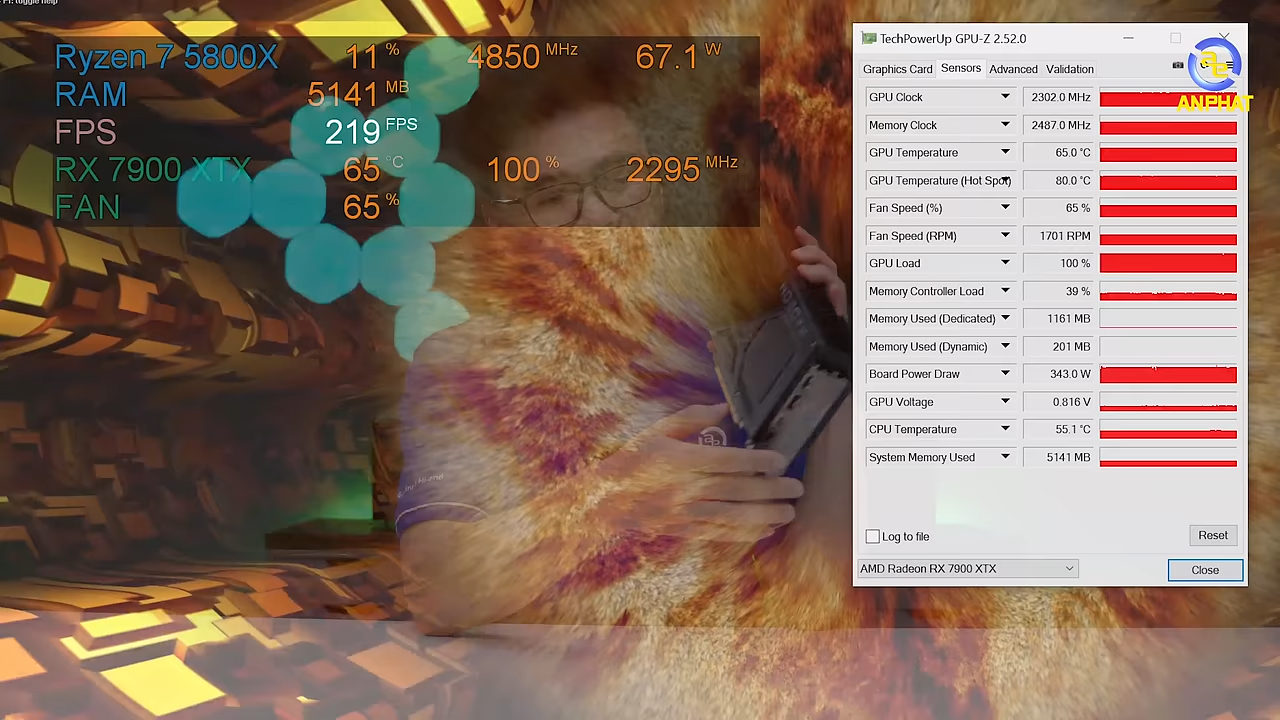 F1: toggle help
Ryzen 7 5800X 11 % 4850 MHz 67.1 W
RAM 5141 MB
FPS 219 FPS
RX 7900 XTX 65 °C 100 % 2295 MHz
FAN 65 %
TechPowerUp GPU-Z 2.52.0
Graphics Card Sensors Advanced Validation
ANPHAT
GPU Clock 2302.0 MHz
Memory Clock 2487.0 MHz
GPU Temperature 65.0 °C
GPU Temperature (Hot Spot) 80.0 °C
Fan Speed (%) 65 %
Fan Speed (RPM) 1701 RPM
GPU Load 100 %
Memory Controller Load 39 %
Memory Used (Dedicated) 1161 MB
Memory Used (Dynamic) 201 MB
Board Power Draw 343.0 W
GPU Voltage 0.816 V
CPU Temperature 55.1 °C
System Memory Used 5141 MB
Log to file
Reset
AMD Radeon RX 7900 XTX
Close